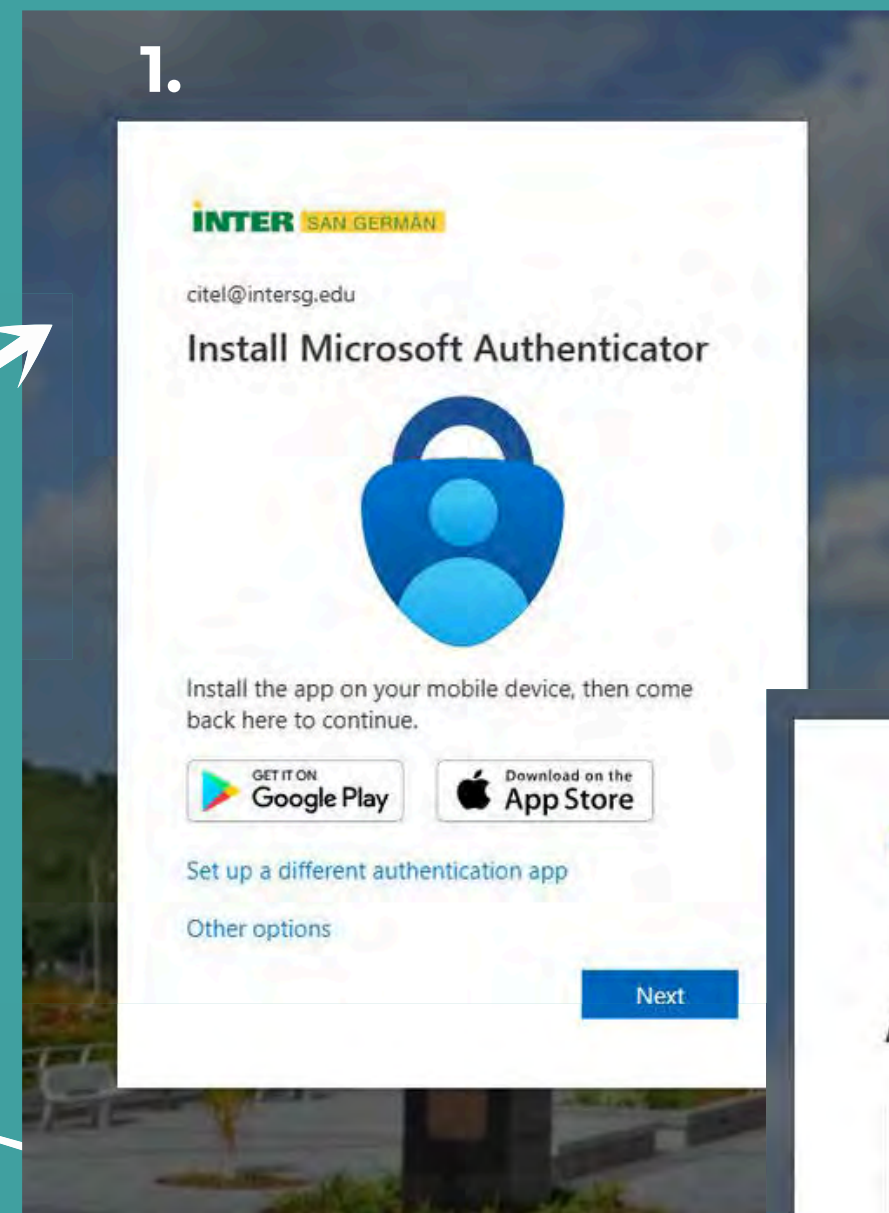 1.
INTER SAN GERMÁN
citel@intersg.edu
Install Microsoft Authenticator
Install the app on your mobile device, then come
back here to continue.
GET IT ON
Google Play
Download on the
App Store
Set up a different authentication app
Other options
Next